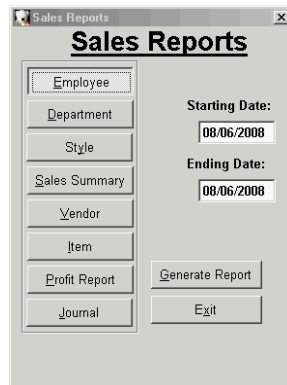 Sales Reports
Sales Reports
Employee
Department
Style
Sales Summary
Vendor
Item
Profit Report
Journal
Starting Date:
08/06/2008
Ending Date:
08/06/2008
Generate Report
Exit